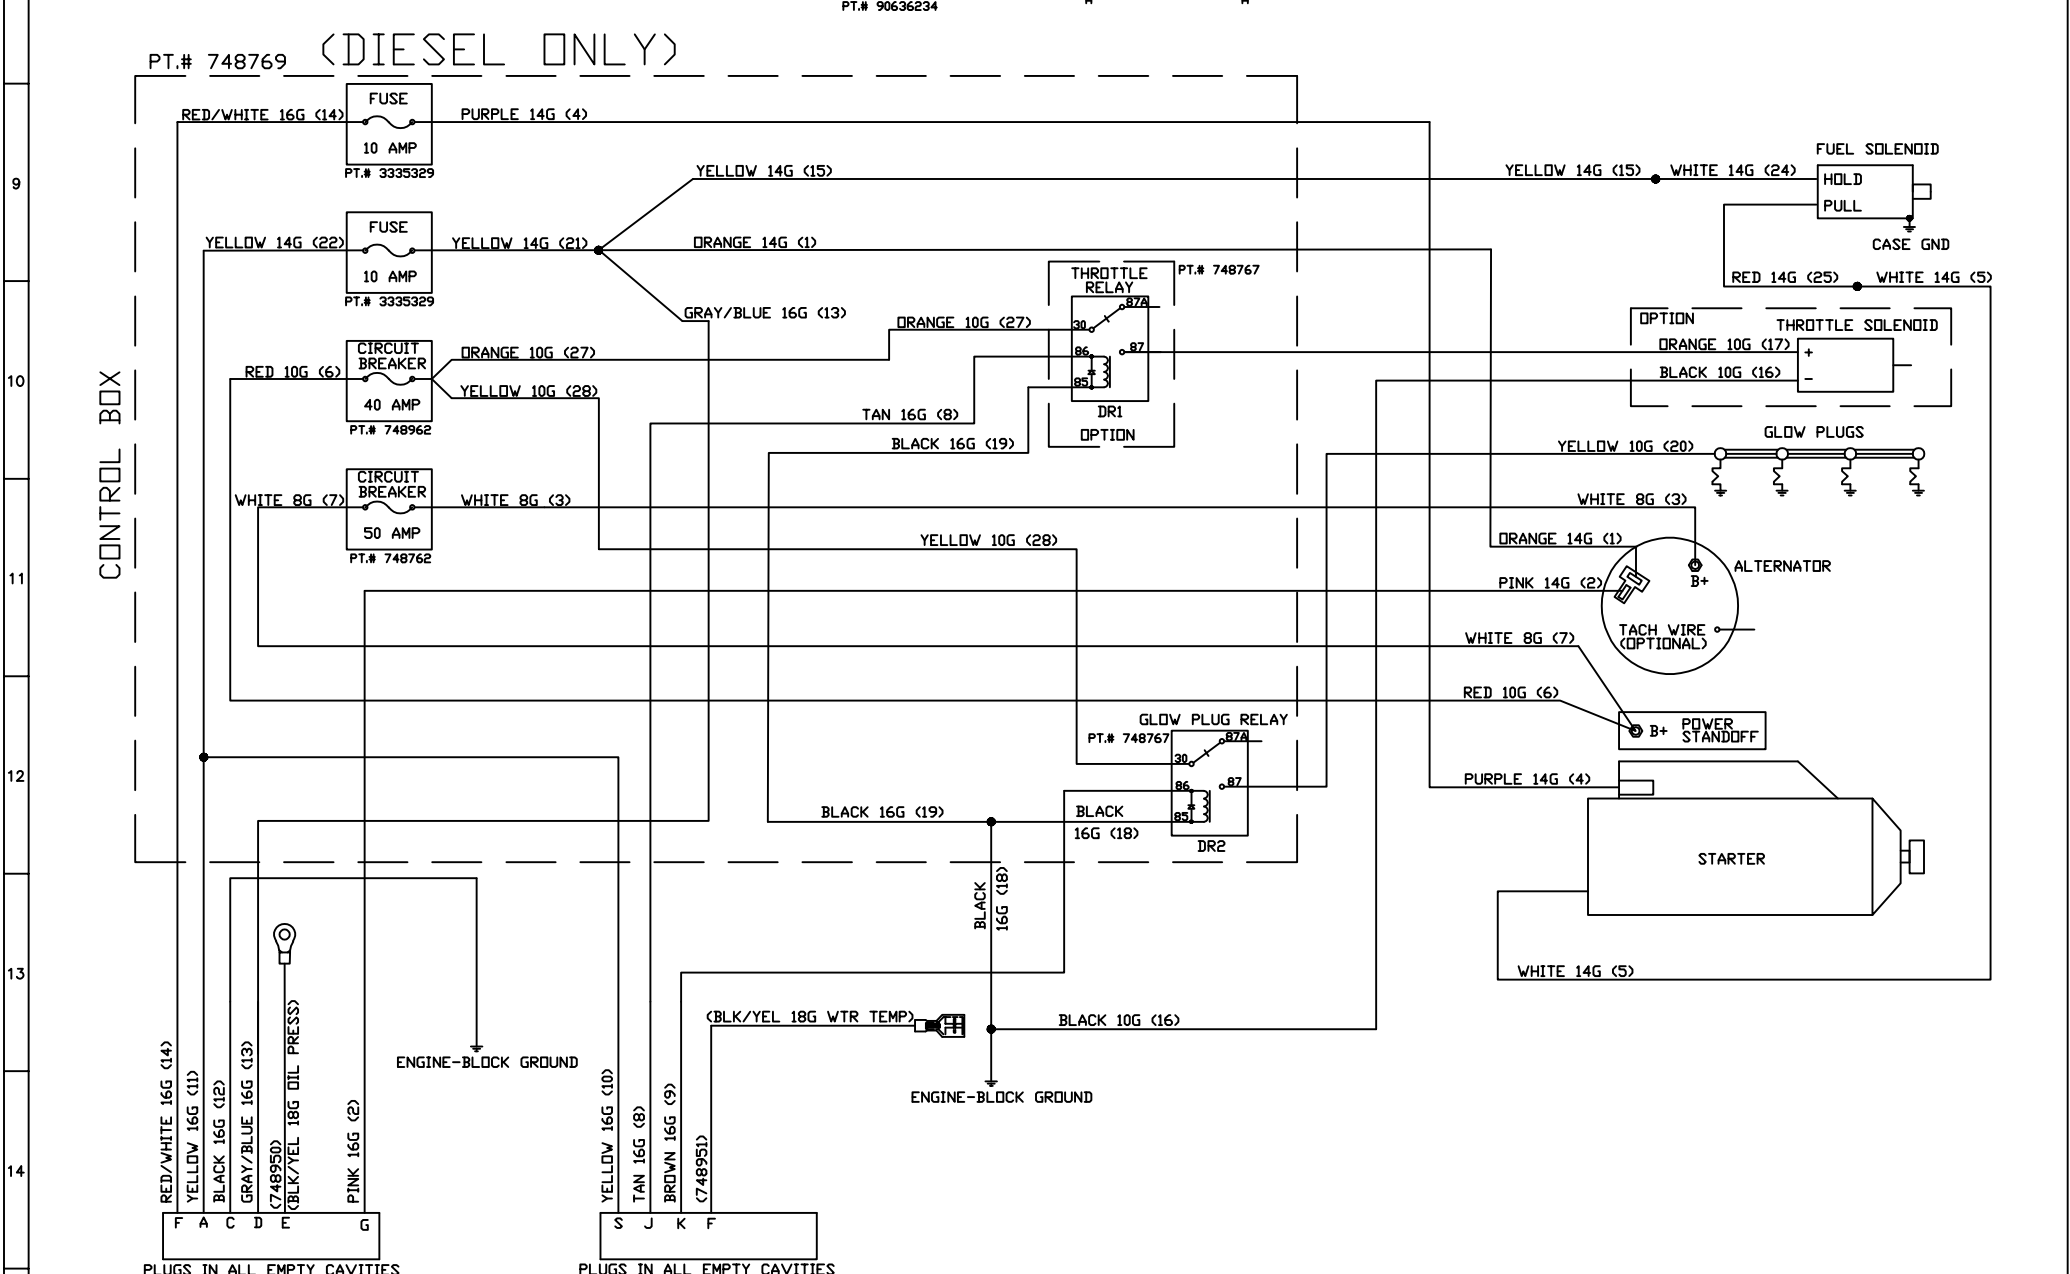 PT.# 90636234
PT.# 748769
(DIESEL ONLY)
FUSE
RED/WHITE 16G (14)
PURPLE 14G (4)
10 AMP
PT.# 3335329
FUEL SOLENOID
9
YELLOW 14G (15)
YELLOW 14G (15)
WHITE 14G (24)
HOLD
PULL
CASE GND
FUSE
YELLOW 14G (22)
YELLOW 14G (21)
ORANGE 14G (1)
10 AMP
PT.# 3335329
THROTTLE
RELAY
PT.# 748767
87A
30
86
87
85
DR1
OPTION
RED 14G (25)
WHITE 14G (5)
GRAY/BLUE 16G (13)
ORANGE 10G (27)
OPTION
THROTTLE SOLENOID
ORANGE 10G (17)
+
BLACK 10G (16)
-
CIRCUIT
BREAKER
ORANGE 10G (27)
RED 10G (6)
YELLOW 10G (28)
40 AMP
PT.# 748962
10
CONTROL BOX
TAN 16G (8)
BLACK 16G (19)
GLOW PLUGS
YELLOW 10G (20)
CIRCUIT
BREAKER
WHITE 8G (7)
WHITE 8G (3)
WHITE 8G (3)
50 AMP
PT.# 748762
YELLOW 10G (28)
ORANGE 14G (1)
ALTERNATOR
B+
11
PINK 14G (2)
TACH WIRE
(OPTIONAL)
WHITE 8G (7)
RED 10G (6)
GLOW PLUG RELAY
PT.# 748767
87A
30
86
87
85
DR2
B+
POWER
STANDOFF
12
PURPLE 14G (4)
BLACK 16G (19)
BLACK
16G (18)
STARTER
BLACK
16G (18)
13
WHITE 14G (5)
(BLK/YEL 18G WTR TEMP)
BLACK 10G (16)
ENGINE-BLOCK GROUND
ENGINE-BLOCK GROUND
14
RED/WHITE 16G (14)
YELLOW 16G (11)
BLACK 16G (12)
GRAY/BLUE 16G (13)
(748950)
(BLK/YEL 18G OIL PRESS)
PINK 16G (2)
YELLOW 16G (10)
TAN 16G (8)
BROWN 16G (9)
(748951)
F A C D E G
S J K F
PLUGS IN ALL EMPTY CAVITIES
PLUGS IN ALL EMPTY CAVITIES